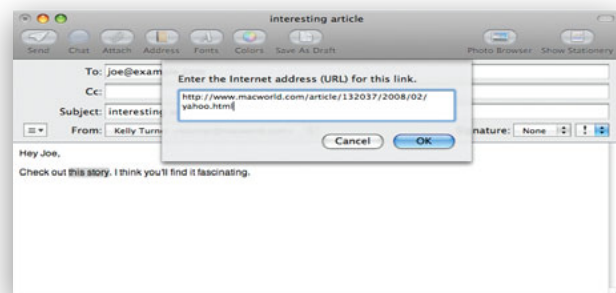 interesting article
Send Chat Attach Address Fonts Colors Save As Draft Photo Browser Show Stationery
To: joe@exam
Enter the Internet address (URL) for this link.
Cc:
http://www.macworld.com/article/132037/2008/02/
yahoo.html
Subject: interesting
From: Kelly Turn
nature: None !
Cancel OK
Hey Joe,
Check out this story. I think you'll find it fascinating.